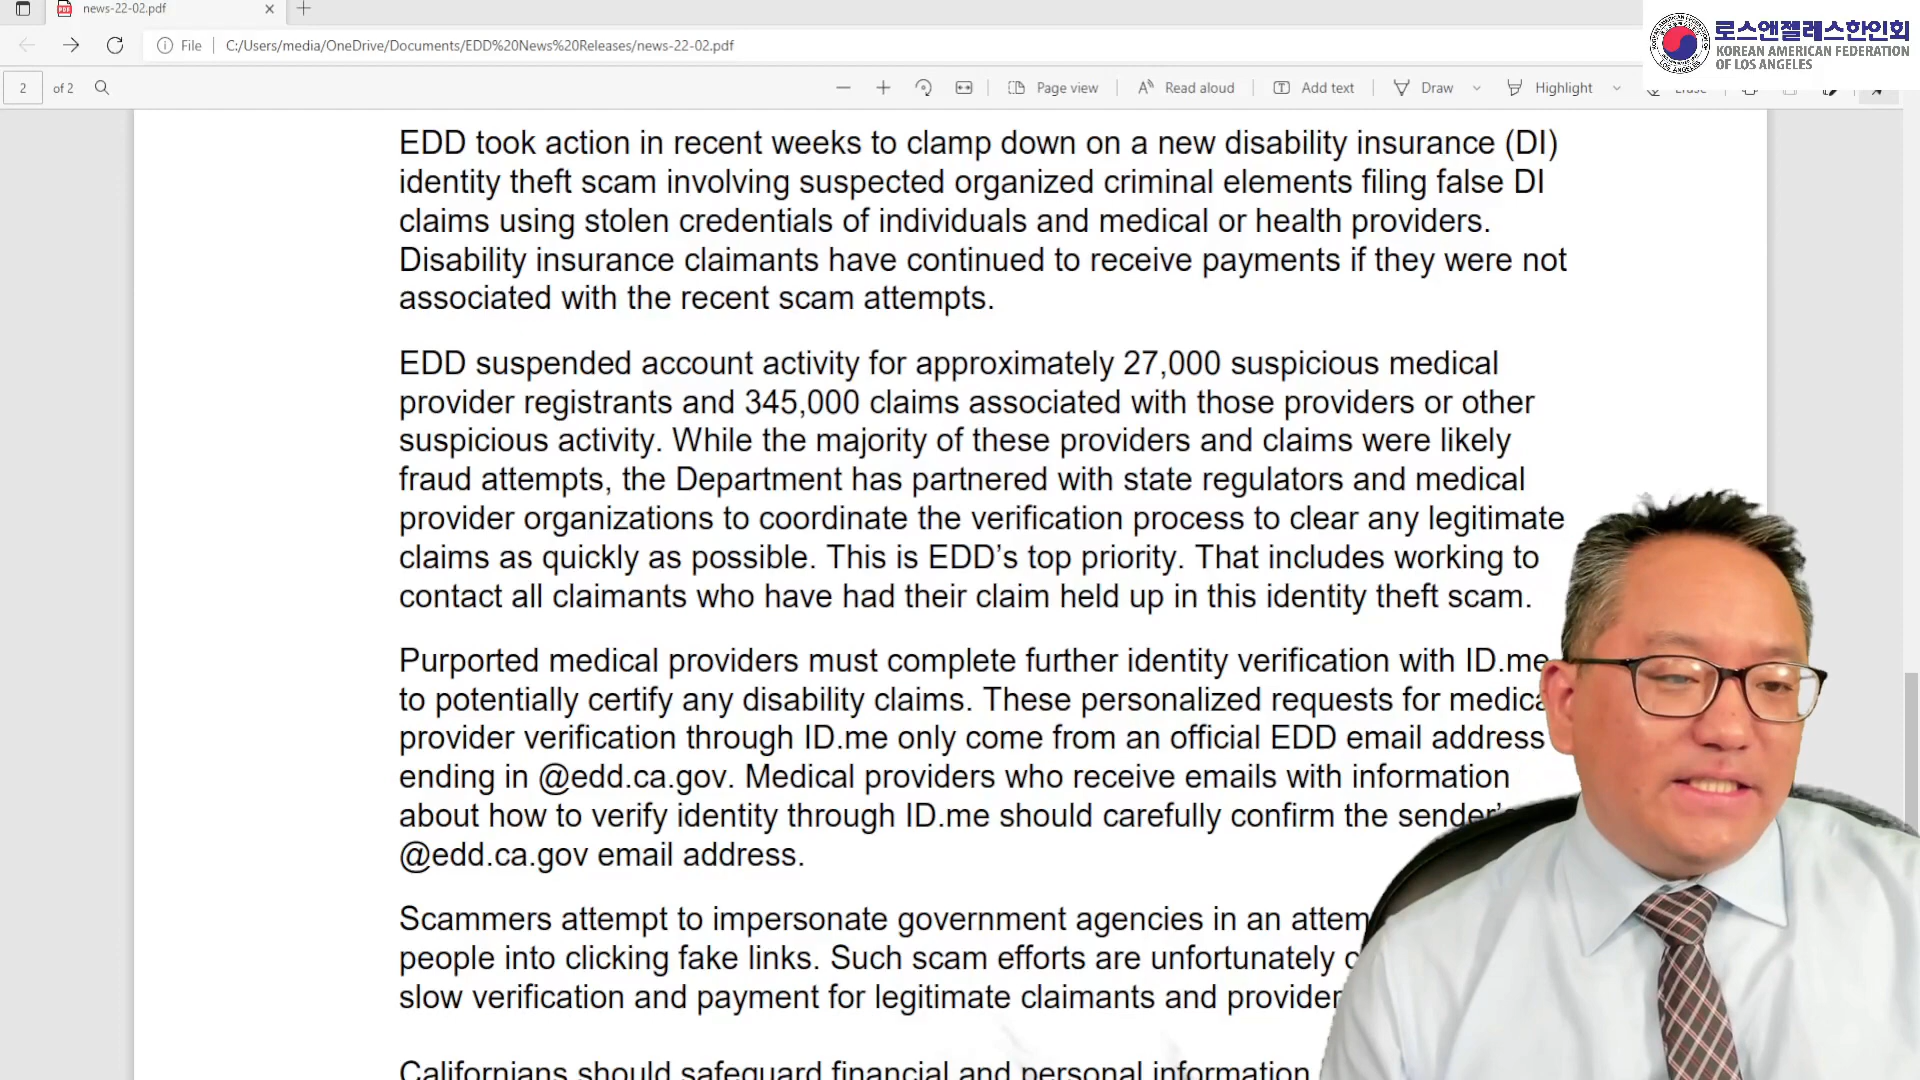 news-22-02.pdf
File C:/Users/media/OneDrive/Documents/EDD%20News%20Releases/news-22-02.pdf
로스앤젤레스한인회
KOREAN AMERICAN FEDERATION
OF LOS ANGELES
2 of 2 Page view Read aloud Add text Draw Highlight Erase
EDD took action in recent weeks to clamp down on a new disability insurance (DI)
identity theft scam involving suspected organized criminal elements filing false DI
claims using stolen credentials of individuals and medical or health providers.
Disability insurance claimants have continued to receive payments if they were not
associated with the recent scam attempts.
EDD suspended account activity for approximately 27,000 suspicious medical
provider registrants and 345,000 claims associated with those providers or other
suspicious activity. While the majority of these providers and claims were likely
fraud attempts, the Department has partnered with state regulators and medical
provider organizations to coordinate the verification process to clear any legitimate
claims as quickly as possible. This is EDD’s top priority. That includes working to
contact all claimants who have had their claim held up in this identity theft scam.
Purported medical providers must complete further identity verification with ID.me
to potentially certify any disability claims. These personalized requests for medica
provider verification through ID.me only come from an official EDD email address
ending in @edd.ca.gov. Medical providers who receive emails with information
about how to verify identity through ID.me should carefully confirm the sender’
@edd.ca.gov email address.
Scammers attempt to impersonate government agencies in an attem
people into clicking fake links. Such scam efforts are unfortunately c
slow verification and payment for legitimate claimants and provider
Californians should safeguard financial and personal information